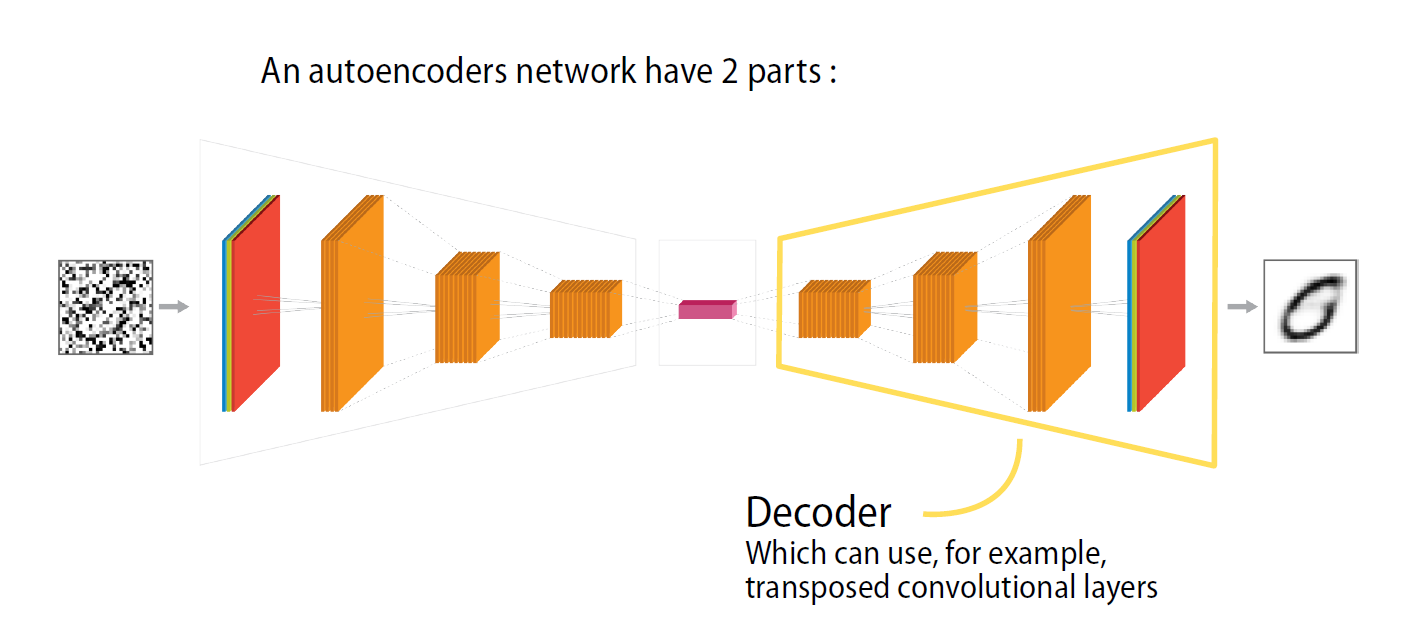 An autoencoders network have 2 parts :
Decoder
Which can use, for example,
transposed convolutional layers